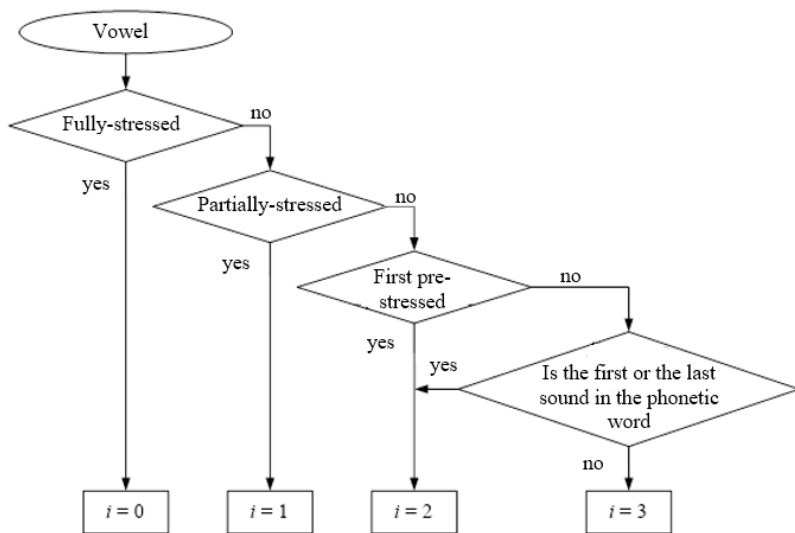 Vowel
Fully-stressed
no
yes
Partially-stressed
no
yes
First pre-
stressed
no
yes
yes
Is the first or the last
sound in the phonetic
word
no
i = 0
i = 1
i = 2
i = 3